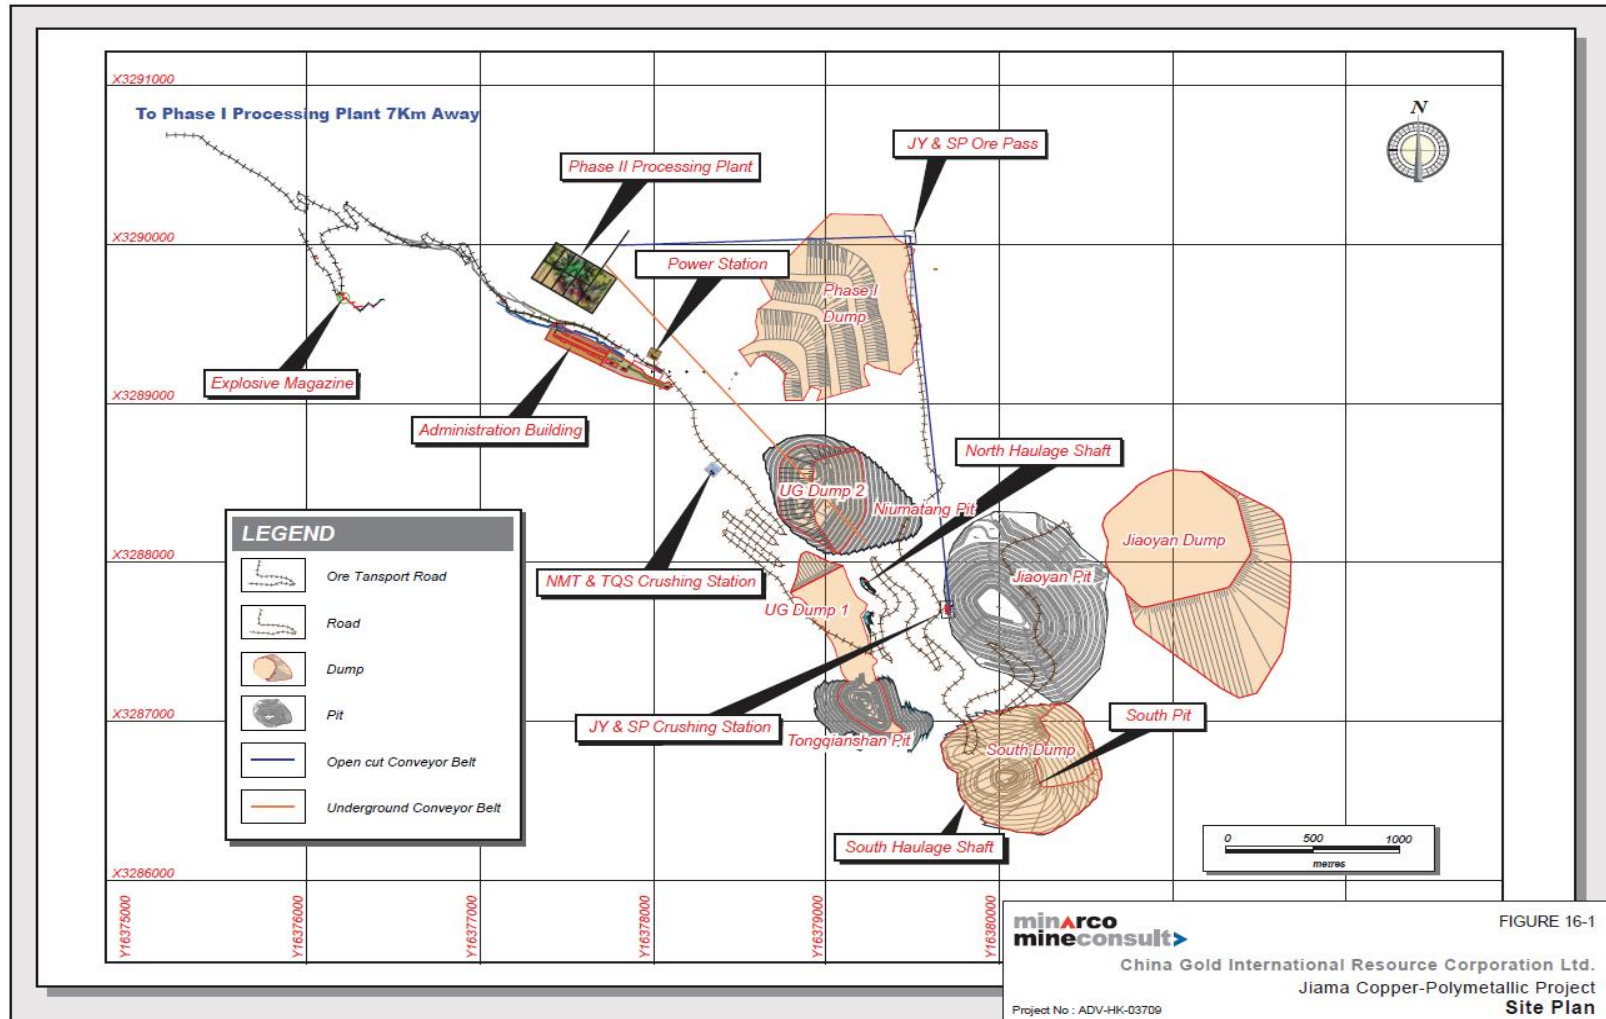 X3291000
To Phase I Processing Plant 7Km Away
N
JY & SP Ore Pass
Phase II Processing Plant
X3290000
Power Station
Phase I
Dump
Explosive Magazine
X3289000
Administration Building
North Haulage Shaft
UG Dump 2
Niumatang Pit
LEGEND
Ore Tansport Road
Road
Dump
Pit
Open cut Conveyor Belt
Underground Conveyor Belt
X3288000
Jiaoyan Dump
NMT & TQS Crushing Station
Jiaoyan Pit
UG Dump 1
X3287000
JY & SP Crushing Station
South Pit
Tongqianshan Pit
South Dump
South Haulage Shaft
0 500 1000
metres
X3286000
Y16375000
Y16376000
Y16377000
Y16378000
Y16379000
Y16380000
minarco
mineconsult
FIGURE 16-1
China Gold International Resource Corporation Ltd.
Jiama Copper-Polymetallic Project
Project No : ADV-HK-03709
Site Plan